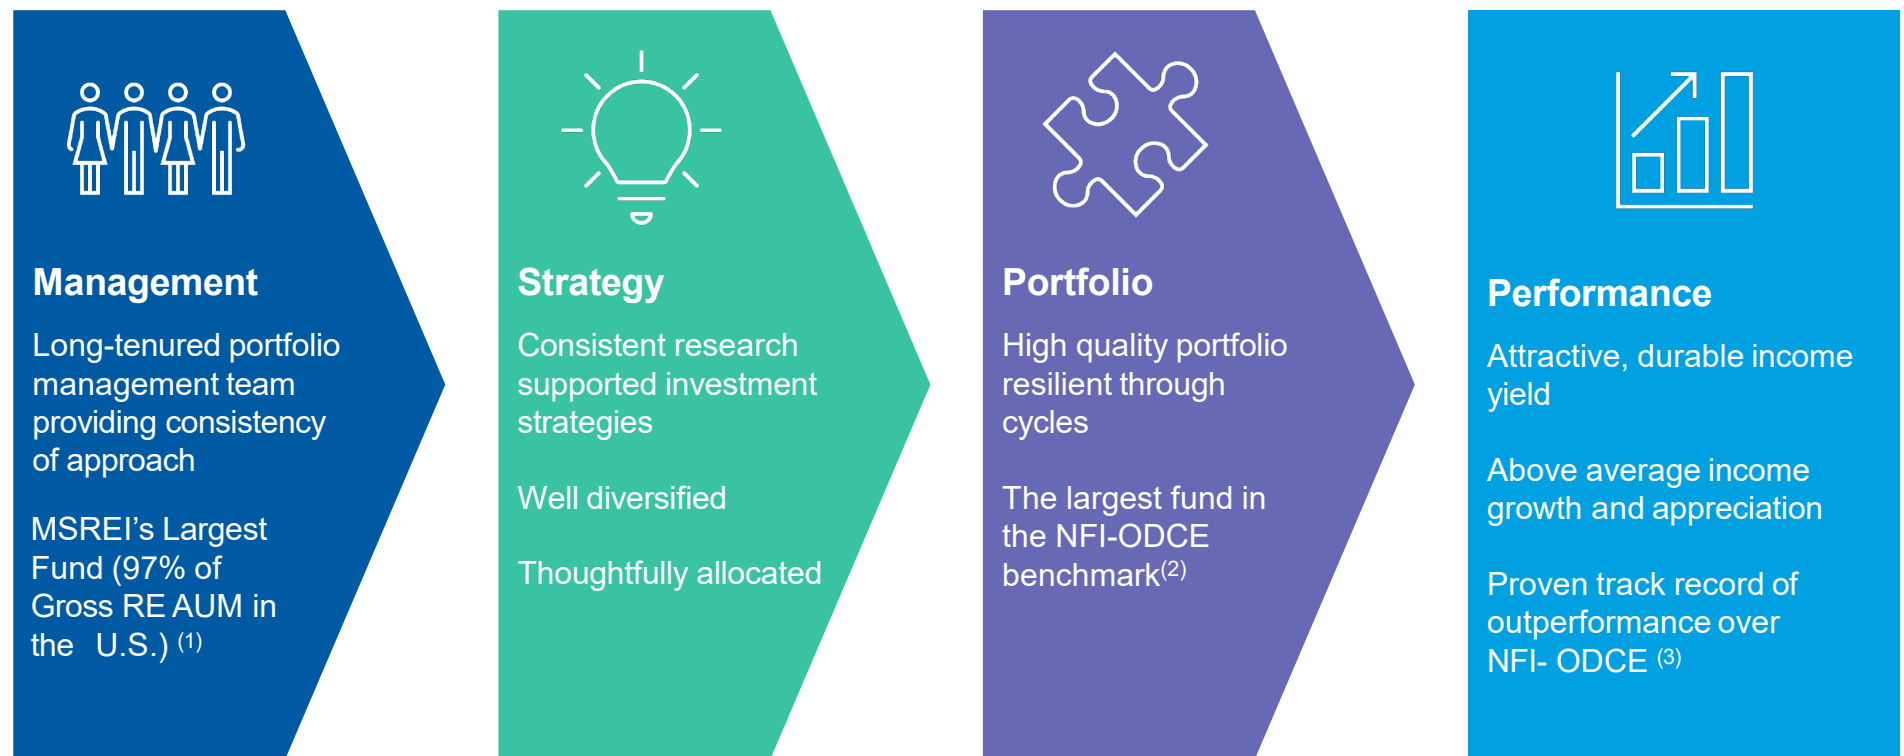 Management
Long-tenured portfolio
management team
providing consistency
of approach
MSREI’s Largest
Fund (97% of
Gross RE AUM in
the U.S.) (1)
Strategy
Consistent research
supported investment
strategies
Well diversified
Thoughtfully allocated
Portfolio
High quality portfolio
resilient through
cycles
The largest fund in
the NFI-ODCE
benchmark(2)
Performance
Attractive, durable income
yield
Above average income
growth and appreciation
Proven track record of
outperformance over
NFI- ODCE (3)